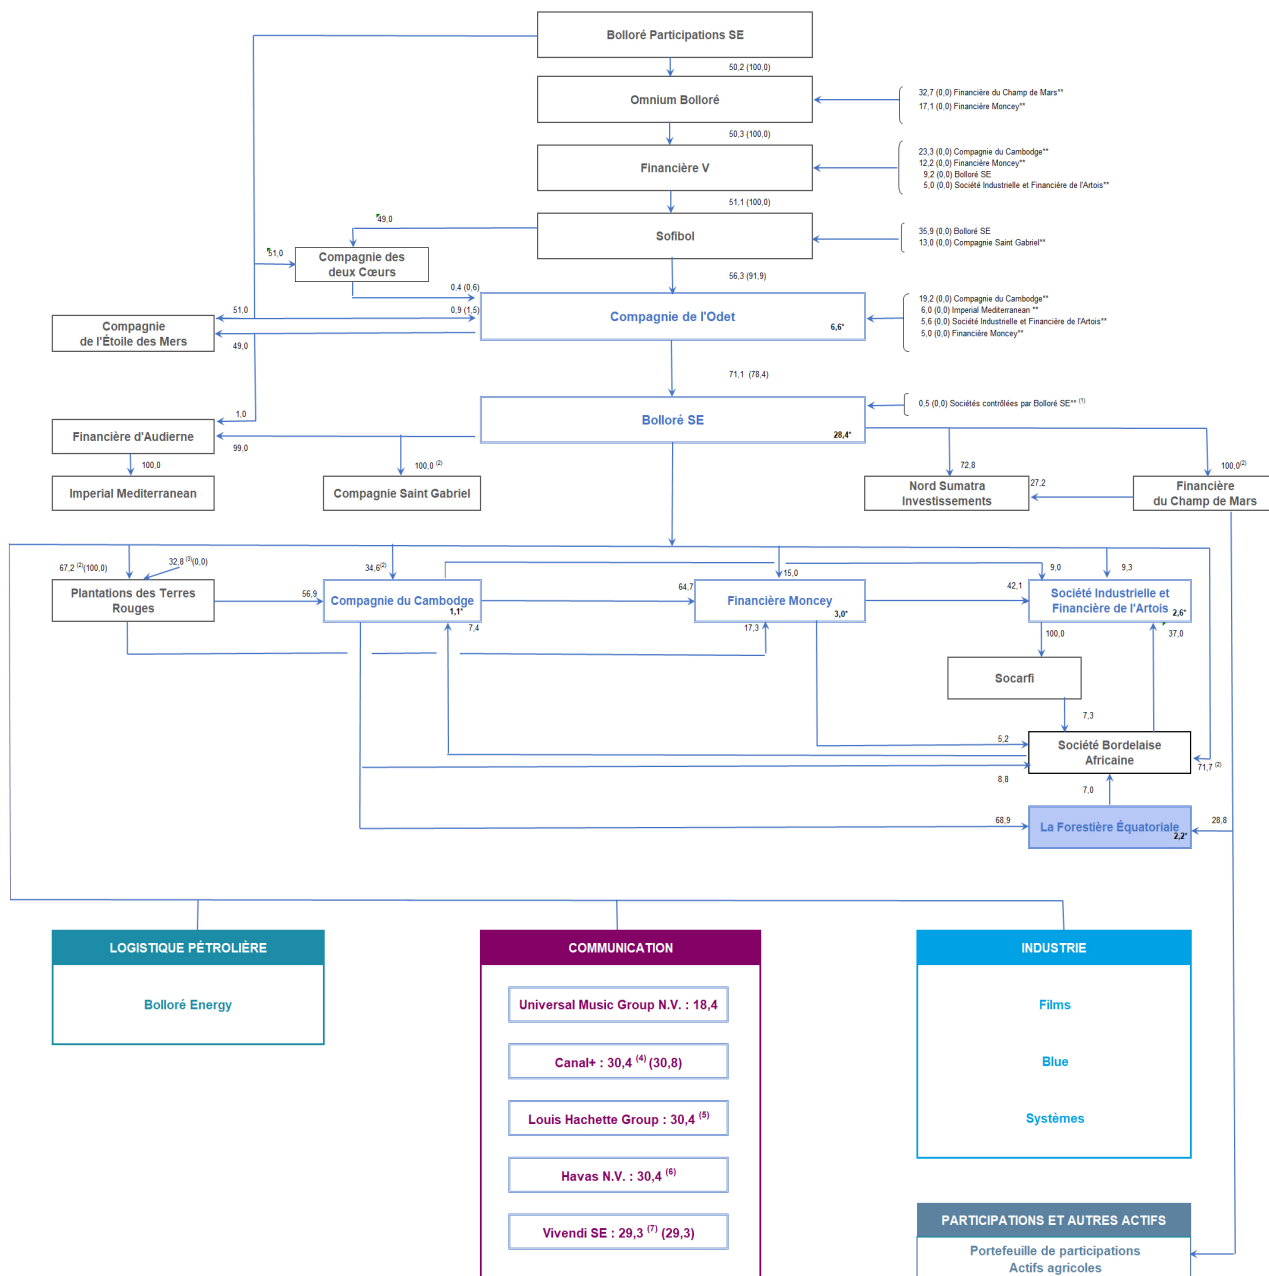 Bolloré Participations SE
50,2 (100,0)
Omnium Bolloré
32,7 (0,0) Financière du Champ de Mars**
17,1 (0,0) Financière Moncey**
50,3 (100,0)
Financière V
23,3 (0,0) Compagnie du Cambodge**
12,2 (0,0) Financière Moncey**
9,2 (0,0) Bolloré SE
5,0 (0,0) Société Industrielle et Financière de l'Artois**
51,1 (100,0)
49,0
Sofibol
35,9 (0,0) Bolloré SE
13,0 (0,0) Compagnie Saint Gabriel**
51,0
Compagnie des
deux Cœurs
56,3 (91,9)
0,4 (0,6)
51,0
0,9 (1,5)
Compagnie de l'Odet
6,6*
19,2 (0,0) Compagnie du Cambodge**
6,0 (0,0) Imperial Mediterranean **
5,6 (0,0) Société Industrielle et Financière de l'Artois**
5,0 (0,0) Financière Moncey**
Compagnie
de l'Étoile des Mers
49,0
71,1 (78,4)
1,0
Bolloré SE
28,4*
0,5 (0,0) Sociétés contrôlées par Bolloré SE** (1)
Financière d'Audierne
99,0
100,0
100,0 (2)
72,8
100,0(2)
Imperial Mediterranean
Compagnie Saint Gabriel
Nord Sumatra
Investissements
27,2
Financière
du Champ de Mars
67,2 (2)(100,0)
32,8 (3)(0,0)
34,6(2)
15,0
9,0
9,3
Plantations des Terres
Rouges
56,9
Compagnie du Cambodge
1,1*
64,7
Financière Moncey
3,0*
42,1
Société Industrielle et
Financière de l'Artois 2,6*
7,4
17,3
100,0
37,0
Socarfi
7,3
5,2
Société Bordelaise
Africaine
71,7 (2)
8,8
7,0
68,9
La Forestière Équatoriale
2,2*
28,8
LOGISTIQUE PÉTROLIÈRE
Bolloré Energy
COMMUNICATION
Universal Music Group N.V. : 18,4
Canal+ : 30,4 (4) (30,8)
Louis Hachette Group : 30,4 (5)
Havas N.V. : 30,4 (6)
Vivendi SE : 29,3 (7) (29,3)
INDUSTRIE
Films
Blue
Systèmes
PARTICIPATIONS ET AUTRES ACTIFS
Portefeuille de participations
Actifs agricoles